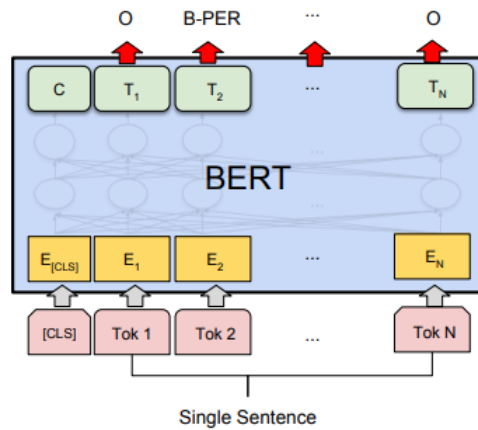 O B-PER ... O
C T1 T2 ... TN
...
BERT
...
E[CLS] E1 E2 ... EN
[CLS] Tok 1 Tok 2 ... Tok N
Single Sentence